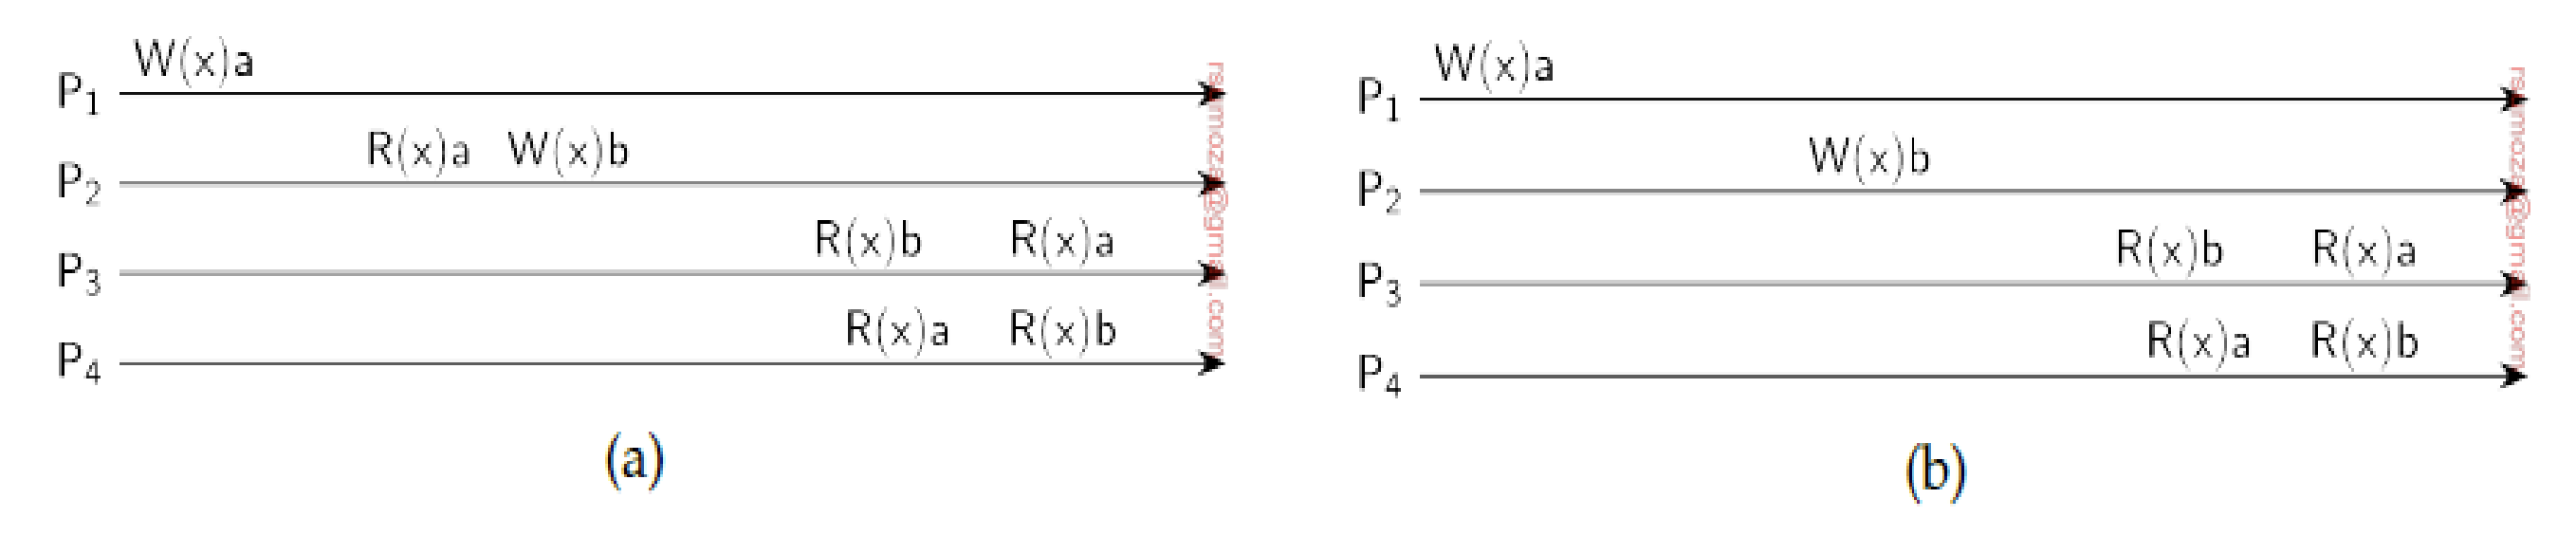 W(x)a
P1
R(x)a W(x)b
P2
R(x)b R(x)a
P3
R(x)a R(x)b
P4
(a)
W(x)a
P1
W(x)b
P2
R(x)b R(x)a
P3
R(x)a R(x)b
P4
(b)